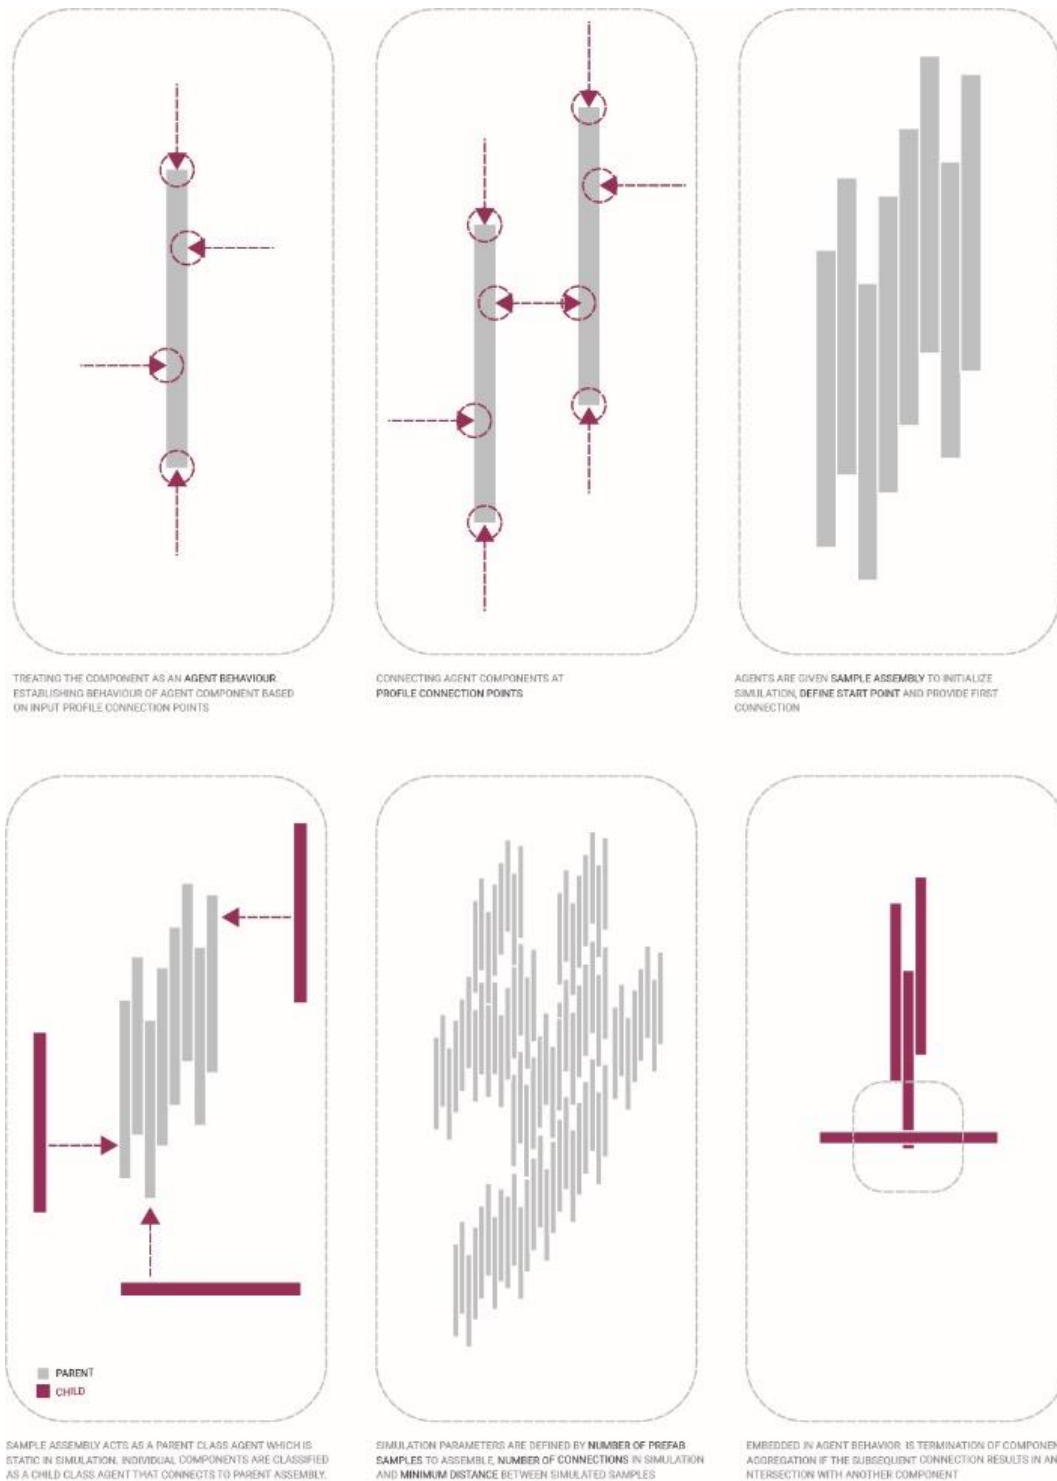 TREATING THE COMPONENT AS AN AGENT BEHAVIOUR
ESTABLISHING BEHAVIOUR OF AGENT COMPONENT BASED
ON INPUT PROFILE CONNECTION POINTS
CONNECTING AGENT COMPONENTS AT
PROFILE CONNECTION POINTS
AGENTS ARE GIVEN SAMPLE ASSEMBLY TO INITIALIZE
SIMULATION, DEFINE START POINT AND PROVIDE FIRST
CONNECTION
PARENT
CHILD
SAMPLE ASSEMBLY ACTS AS A PARENT CLASS AGENT WHICH IS
STATIC IN SIMULATION. INDIVIDUAL COMPONENTS ARE CLASSIFIED
AS A CHILD CLASS AGENT THAT CONNECTS TO PARENT ASSEMBLY.
SIMULATION PARAMETERS ARE DEFINED BY NUMBER OF PREFAB
SAMPLES TO ASSEMBLE, NUMBER OF CONNECTIONS IN SIMULATION
AND MINIMUM DISTANCE BETWEEN SIMULATED SAMPLES
EMBEDDED IN AGENT BEHAVIOR IS TERMINATION OF COMPONEN
AGGREGATION IF THE SUBSEQUENT CONNECTION RESULTS IN AN
NTERSECTION WITH ANOTHER COMPONENT